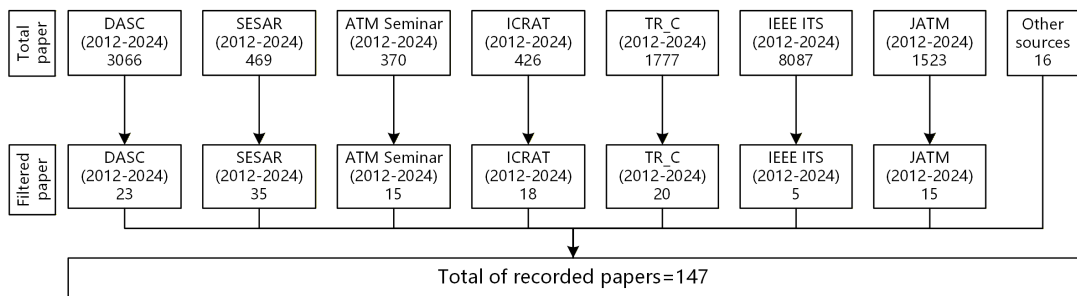 Total
paper
DASC
(2012-2024)
3066
SESAR
(2012-2024)
469
ATM Seminar
(2012-2024)
370
ICRAT
(2012-2024)
426
TR_C
(2012-2024)
1777
IEEE ITS
(2012-2024)
8087
JATM
(2012-2024)
1523
Other
sources
16
Filtered
paper
DASC
(2012-2024)
23
SESAR
(2012-2024)
35
ATM Seminar
(2012-2024)
15
ICRAT
(2012-2024)
18
TR_C
(2012-2024)
20
IEEE ITS
(2012-2024)
5
JATM
(2012-2024)
15
Total of recorded papers=147